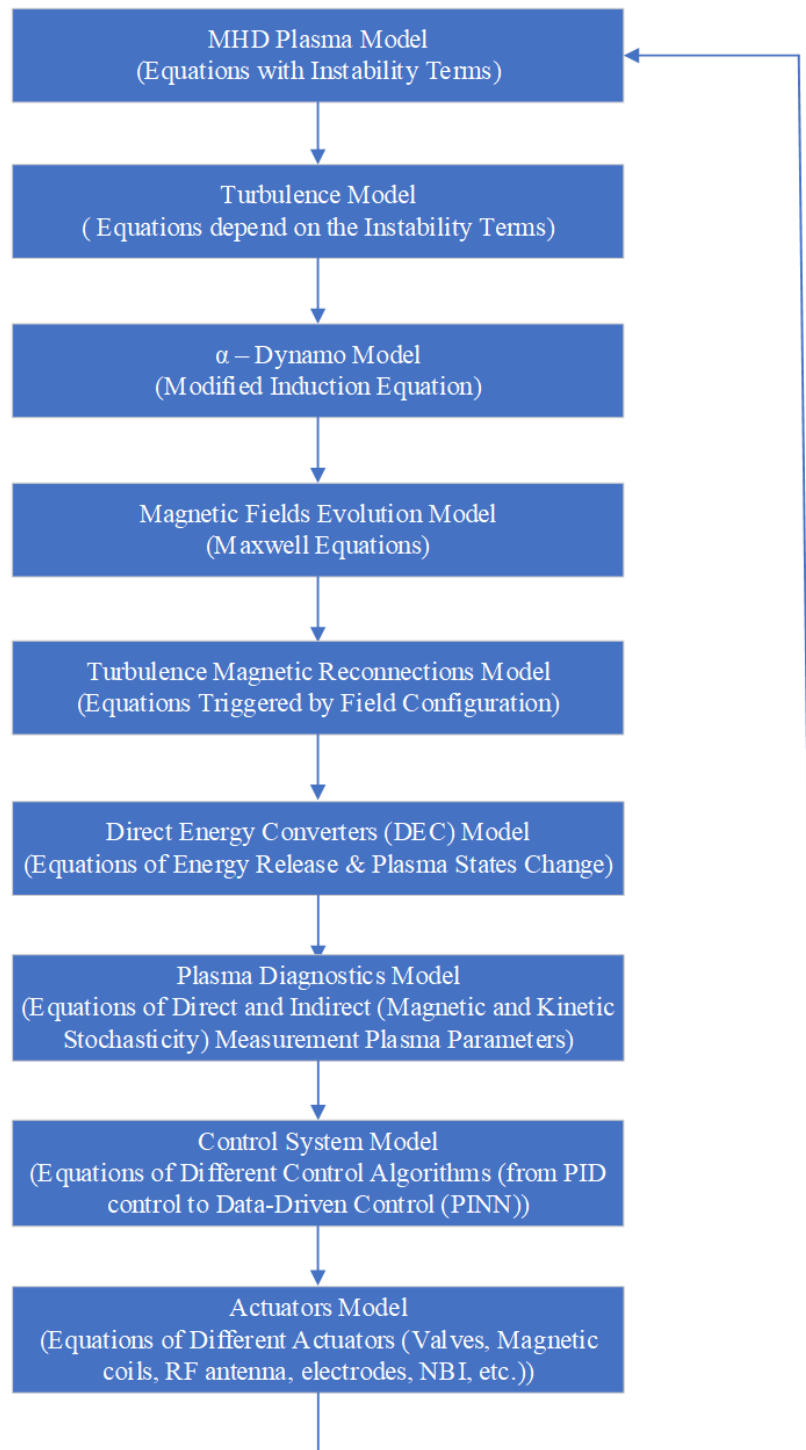 MHD Plasma Model
(Equations with Instability Terms)
Turbulence Model
( Equations depend on the Instability Terms)
α – Dynamo Model
(Modified Induction Equation)
Magnetic Fields Evolution Model
(Maxwell Equations)
Turbulence Magnetic Reconnections Model
(Equations Triggered by Field Configuration)
Direct Energy Converters (DEC) Model
(Equations of Energy Release & Plasma States Change)
Plasma Diagnostics Model
(Equations of Direct and Indirect (Magnetic and Kinetic
Stochasticity) Measurement Plasma Parameters)
Control System Model
(Equations of Different Control Algorithms (from PID
control to Data-Driven Control (PINN))
Actuators Model
(Equations of Different Actuators (Valves, Magnetic
coils, RF antenna, electrodes, NBI, etc.))